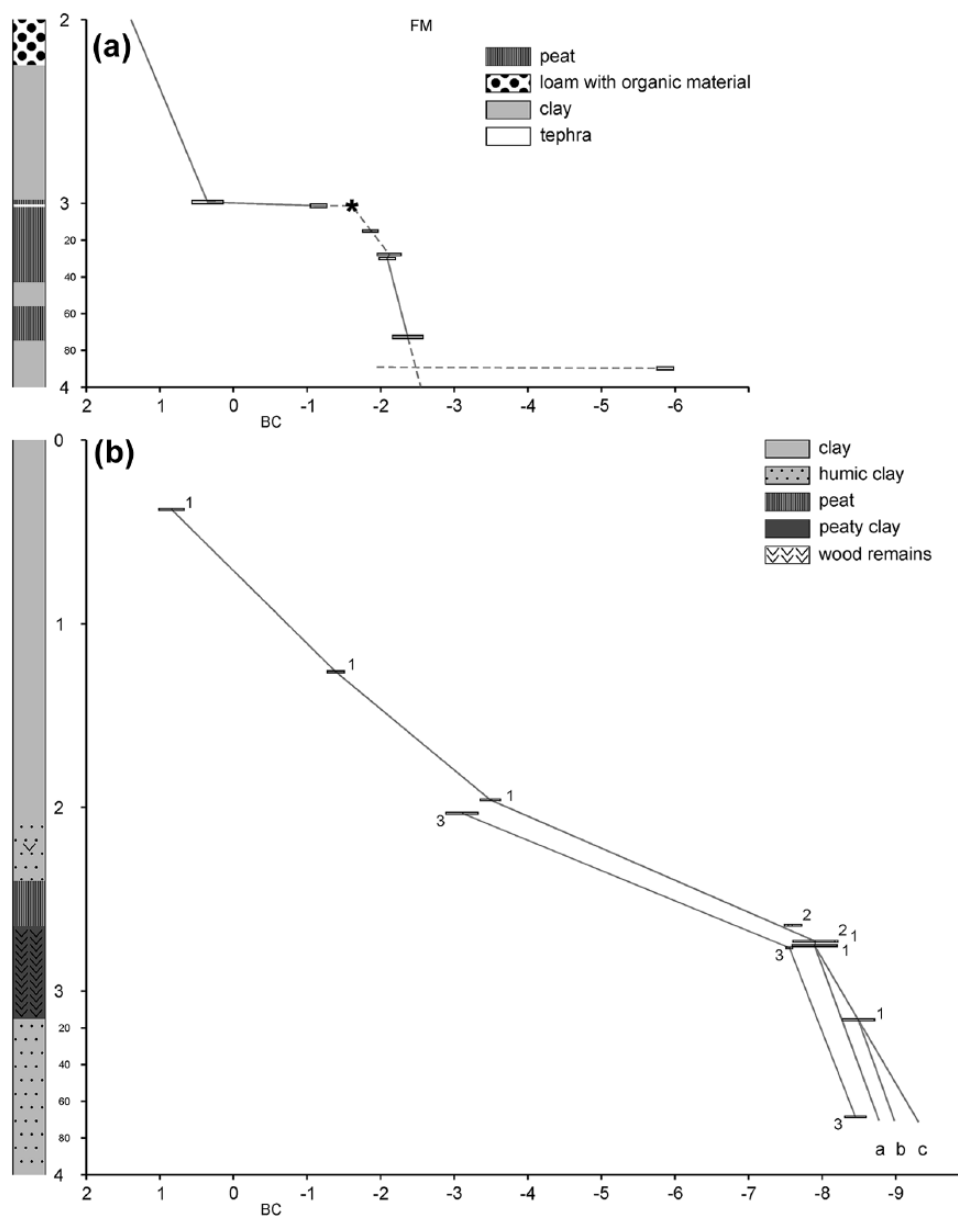 2
(a)
FM
peat
loam with organic material
clay
tephra
3
*
20
40
60
80
4
2 1 0 -1 -2 -3 -4 -5 -6
BC
0
(b)
clay
humic clay
peat
peaty clay
wood remains
1
1
1
1
2
3
2
2 1
3 1
3
1
20
40
60
3
80
a b c
4
2 1 0 -1 -2 -3 -4 -5 -6 -7 -8 -9
BC